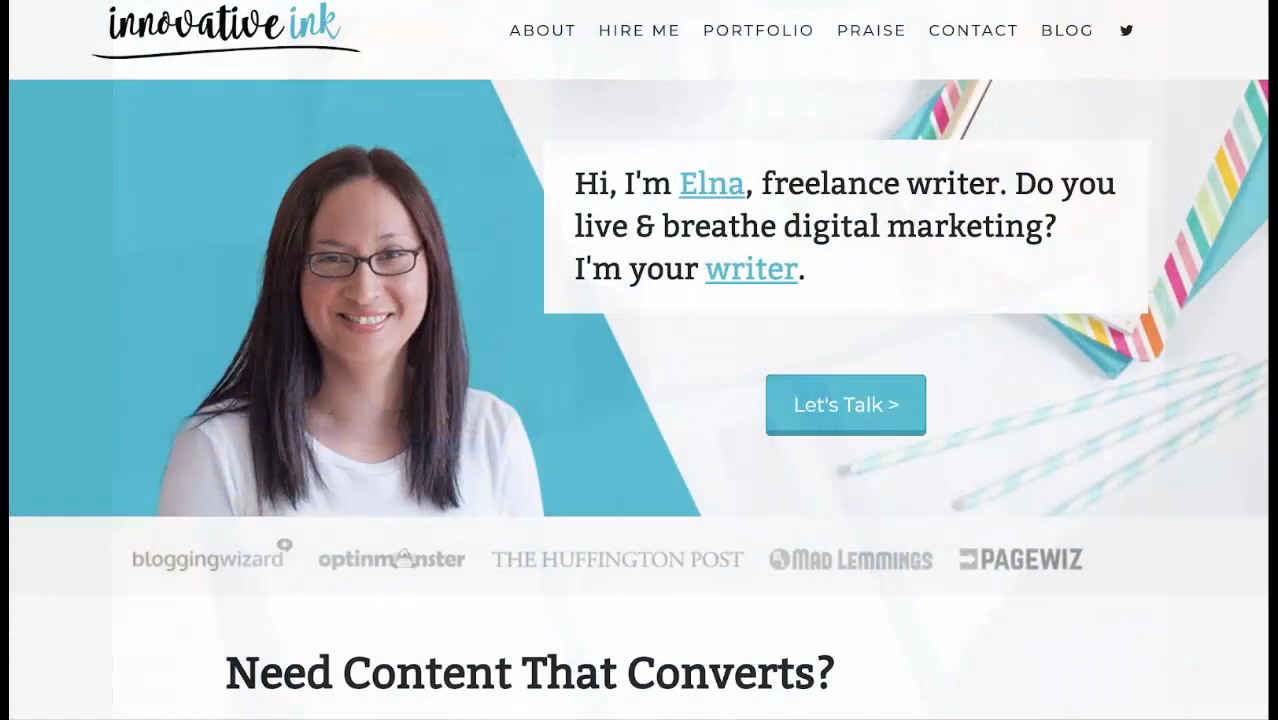 innovative ink
ABOUT HIRE ME PORTFOLIO PRAISE CONTACT BLOG
Hi, I'm Elna, freelance writer. Do you
live & breathe digital marketing?
I'm your writer.
Let's Talk >
bloggingwizard optinmonster THE HUFFINGTON POST MAD LEMMINGS PAGEWIZ
Need Content That Converts?